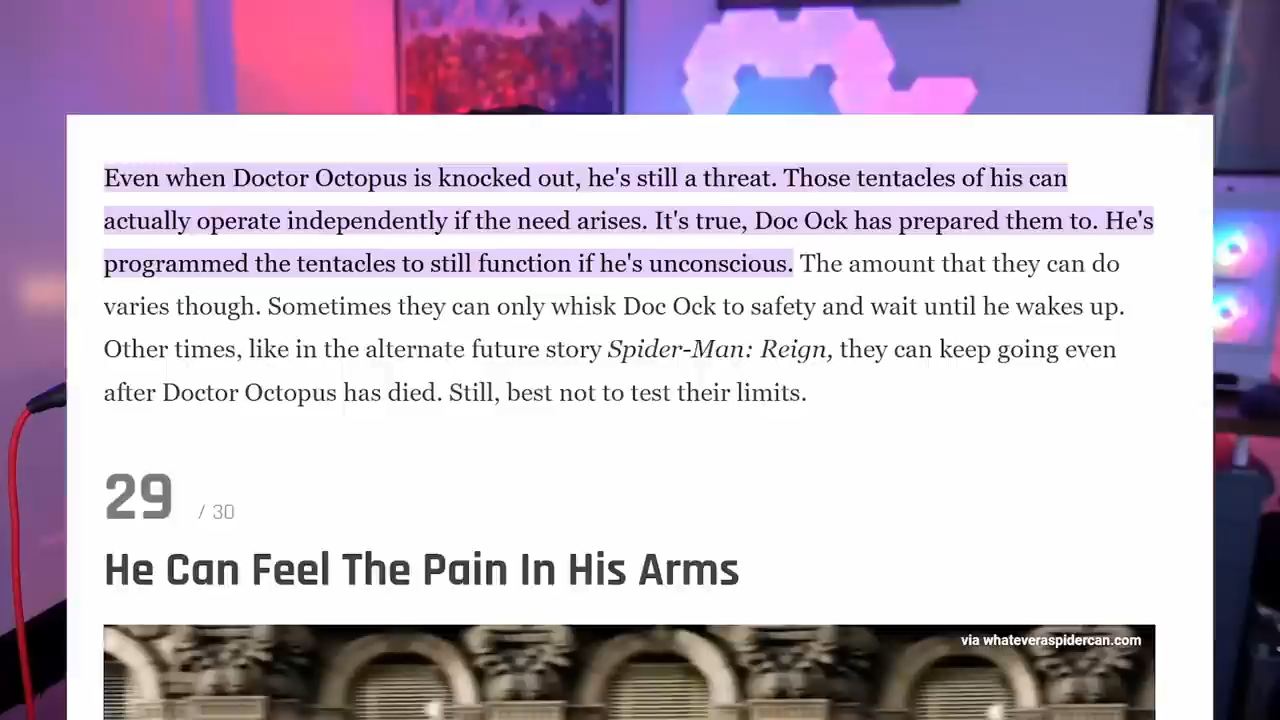 Even when Doctor Octopus is knocked out, he's still a threat. Those tentacles of his can
actually operate independently if the need arises. It's true, Doc Ock has prepared them to. He's
programmed the tentacles to still function if he's unconscious. The amount that they can do
varies though. Sometimes they can only whisk Doc Ock to safety and wait until he wakes up.
Other times, like in the alternate future story Spider-Man: Reign, they can keep going even
after Doctor Octopus has died. Still, best not to test their limits.
29 / 30
He Can Feel The Pain In His Arms
via whateveraspidercan.com